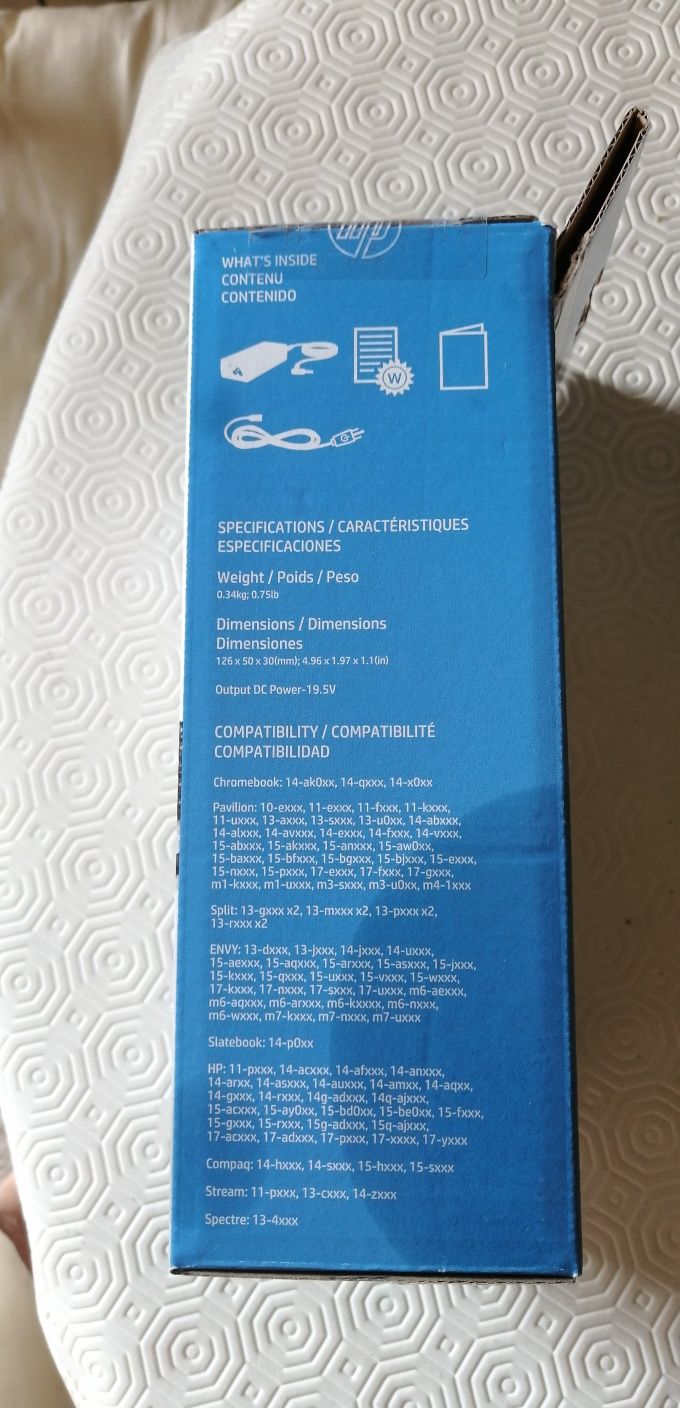 hp
WHAT'S INSIDE
CONTENU
CONTENIDO
W
SPECIFICATIONS / CARACTÉRISTIQUES
ESPECIFICACIONES
Weight / Poids / Peso
0.34kg; 0.75lb
Dimensions / Dimensions
Dimensiones
126 x 50 x 30(mm); 4.96 x 1.97 x 1.1(in)
Output DC Power-19.5V
COMPATIBILITY / COMPATIBILITÉ
COMPATIBILIDAD
Chromebook: 14-ak0xx, 14-qxxx, 14-x0xx
Pavilion: 10-exxx, 11-exxx, 11-fxxx, 11-kxxx,
11-uxxx, 13-axxx, 13-sxxx, 13-u0xx, 14-abxxx,
14-alxxx, 14-avxxx, 14-exxx, 14-fxxx, 14-vxxx,
15-abxxx, 15-akxxx, 15-anxxx, 15-aw0xx,
15-baxxx, 15-bfxxx, 15-bgxxx, 15-bjxxx, 15-exxx,
15-nxxx, 15-pxxx, 17-exxx, 17-fxxx, 17-gxxx,
m1-kxxx, m1-uxxx, m3-sxxx, m3-u0xx, m4-1xxx
Split: 13-gxxx x2, 13-mxxx x2, 13-pxxx x2,
13-rxxx x2
ENVY: 13-dxxx, 13-jxxx, 14-jxxx, 14-uxxx,
15-aexxx, 15-aqxxx, 15-arxxx, 15-asxxx, 15-jxxx,
15-kxxx, 15-qxxx, 15-uxxx, 15-vxxx, 15-wxxx,
17-kxxx, 17-nxxx, 17-sxxx, 17-uxxx, m6-aexxx,
m6-aqxxx, m6-arxxx, m6-kxxxx, m6-nxxx,
m6-wxxx, m7-kxxx, m7-nxxx, m7-uxxx
Slatebook: 14-p0xx
HP: 11-pxxx, 14-acxxx, 14-afxxx, 14-anxxx,
14-arxx, 14-asxxx, 14-auxxx, 14-amxx, 14-aqxx,
14-gxxx, 14-rxxx, 14g-adxxx, 14q-ajxxx,
15-acxxx, 15-ay0xx, 15-bd0xx, 15-be0xx, 15-fxxx,
15-gxxx, 15-rxxx, 15g-adxxx, 15q-ajxxx,
17-acxxx, 17-adxxx, 17-pxxx, 17-xxxx, 17-yxxx
Compaq: 14-hxxx, 14-sxxx, 15-hxxx, 15-sxxx
Stream: 11-pxxx, 13-cxxx, 14-zxxx
Spectre: 13-4xxx